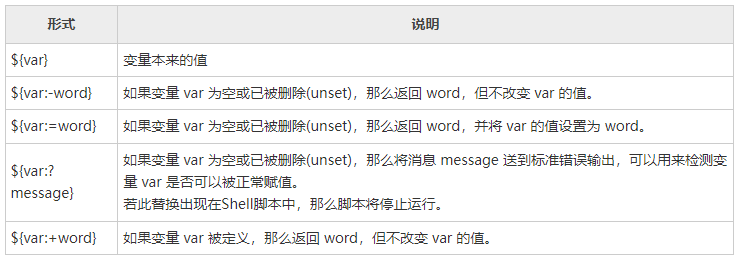 形式 说明
${var} 变量本来的值
${var:-word} 如果变量 var 为空或已被删除(unset)，那么返回 word，但不改变 var 的值。
${var:=word} 如果变量 var 为空或已被删除(unset)，那么返回 word，并将 var 的值设置为 word。
${var:?
message}
如果变量 var 为空或已被删除(unset)，那么将消息 message 送到标准错误输出，可以用来检测变
量 var 是否可以被正常赋值。
若此替换出现在Shell脚本中，那么脚本将停止运行。
${var:+word} 如果变量 var 被定义，那么返回 word，但不改变 var 的值。